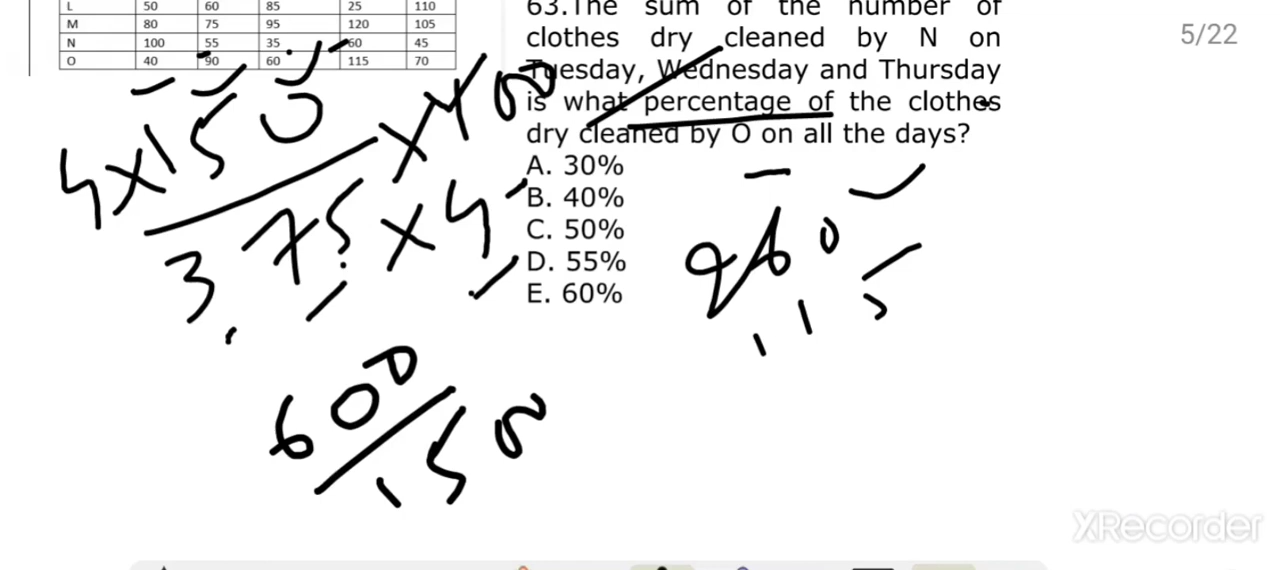 L 50 60 85 25 110
M 80 75 95 120 105
N 100 55 35 60 45
O 40 90 60 115 70
63.The sum of the number of
clothes dry cleaned by N on
Tuesday, Wednesday and Thursday
is what percentage of the clothes
dry cleaned by O on all the days?
A. 30%
B. 40%
C. 50%
D. 55%
E. 60%
5/22
4x150
x100
3.75x4
600
150
260
115
XRecorder